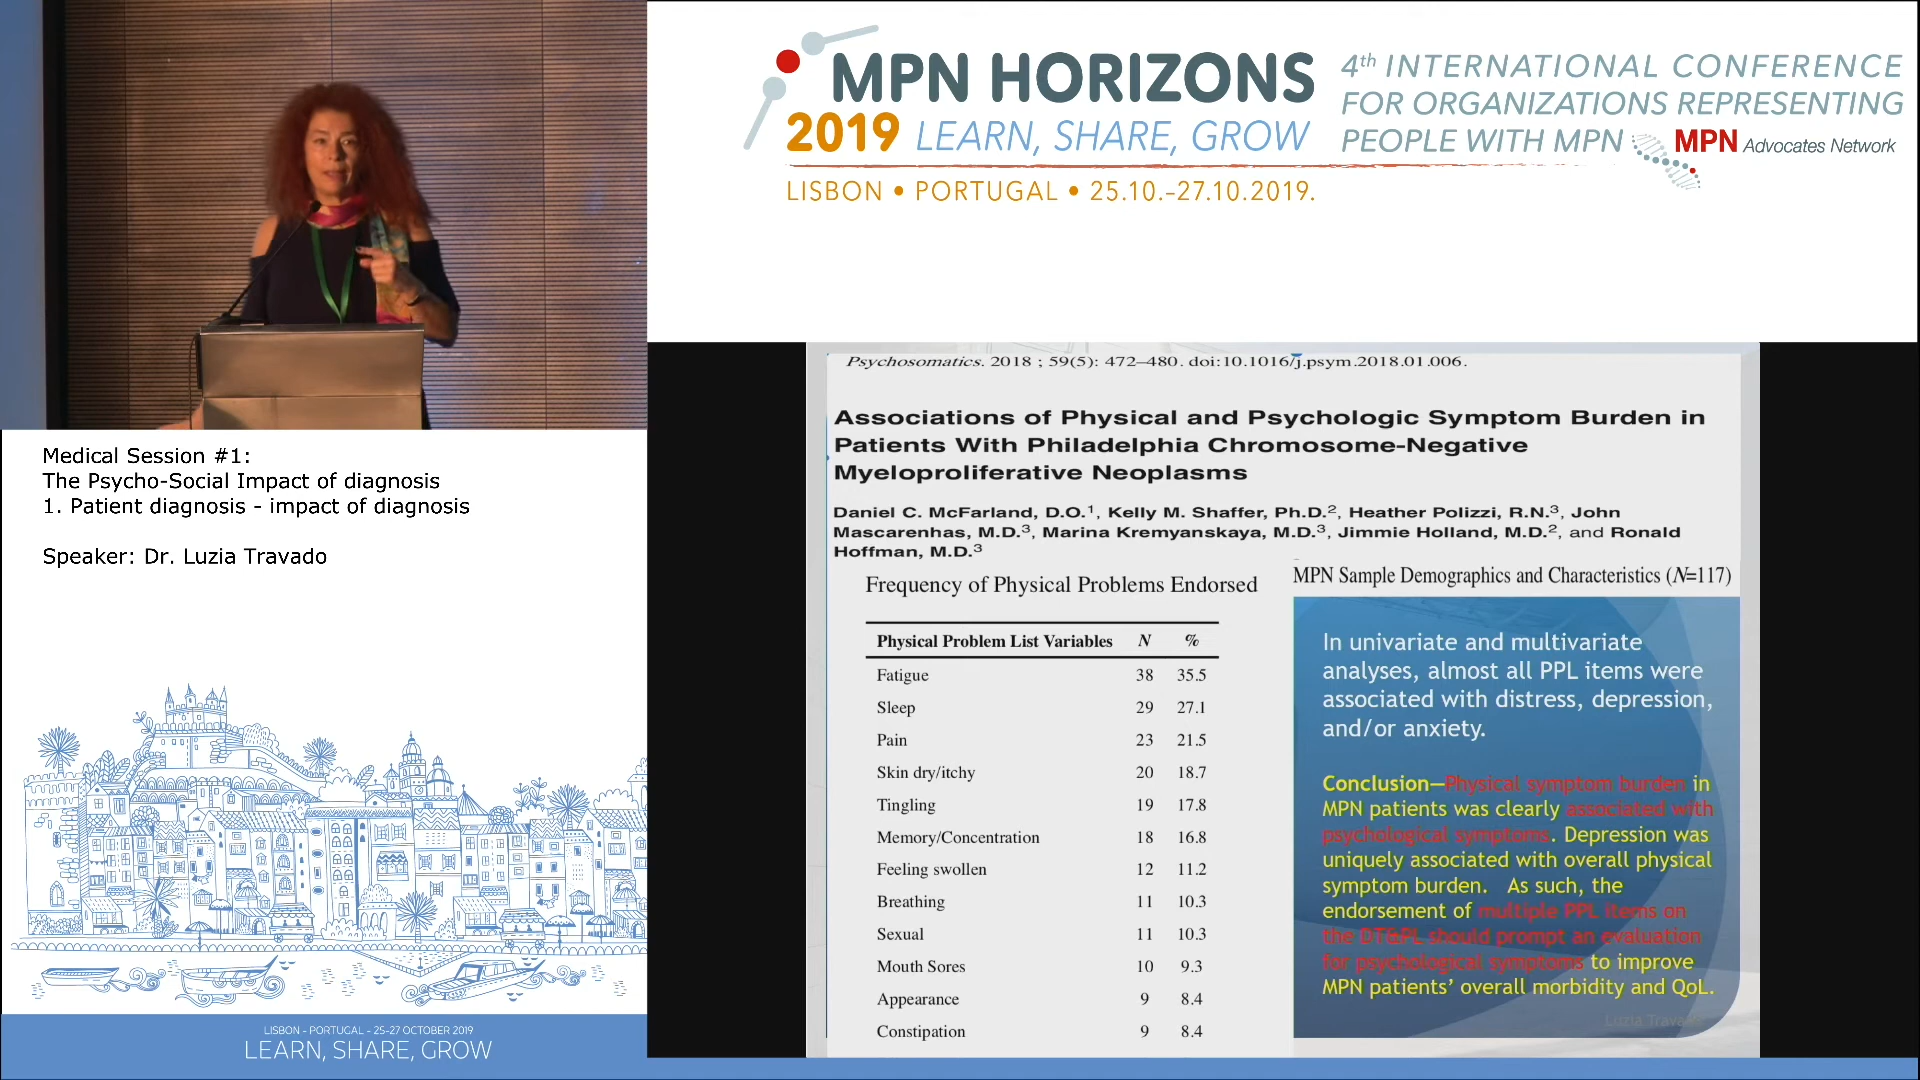 MPN HORIZONS
2019 LEARN, SHARE, GROW
LISBON • PORTUGAL • 25.10.-27.10.2019.
4th INTERNATIONAL CONFERENCE
FOR ORGANIZATIONS REPRESENTING
PEOPLE WITH MPN
MPN Advocates Network
Medical Session #1:
The Psycho-Social Impact of diagnosis
1. Patient diagnosis - impact of diagnosis
Speaker: Dr. Luzia Travado
LISBON - PORTUGAL - 25-27 OCTOBER 2019
LEARN, SHARE, GROW
Psychosomatics. 2018 ; 59(5): 472–480. doi:10.1016/j.psym.2018.01.006.
Associations of Physical and Psychologic Symptom Burden in
Patients With Philadelphia Chromosome-Negative
Myeloproliferative Neoplasms
Daniel C. McFarland, D.O.1, Kelly M. Shaffer, Ph.D.2, Heather Polizzi, R.N.3, John
Mascarenhas, M.D.3, Marina Kremyanskaya, M.D.3, Jimmie Holland, M.D.2, and Ronald
Hoffman, M.D.3
Frequency of Physical Problems Endorsed
Physical Problem List Variables N %
Fatigue 38 35.5
Sleep 29 27.1
Pain 23 21.5
Skin dry/itchy 20 18.7
Tingling 19 17.8
Memory/Concentration 18 16.8
Feeling swollen 12 11.2
Breathing 11 10.3
Sexual 11 10.3
Mouth Sores 10 9.3
Appearance 9 8.4
Constipation 9 8.4
MPN Sample Demographics and Characteristics (N=117)
In univariate and multivariate
analyses, almost all PPL items were
associated with distress, depression,
and/or anxiety.
Conclusion—Physical symptom burden in
MPN patients was clearly associated with
psychological symptoms. Depression was
uniquely associated with overall physical
symptom burden. As such, the
endorsement of multiple PPL items on
the DT&PL should prompt an evaluation
for psychological symptoms to improve
MPN patients’ overall morbidity and QoL.
Luzia